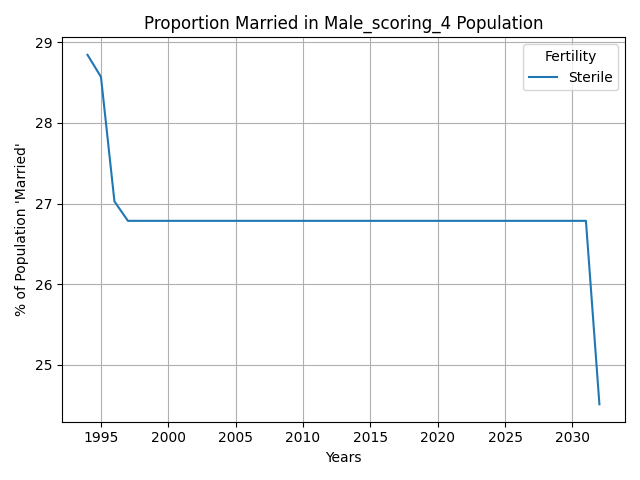 Proportion Married in Male_scoring_4 Population
29
28
27
26
25
% of Population 'Married'
Fertility
Sterile
1995 2000 2005 2010 2015 2020 2025 2030
Years